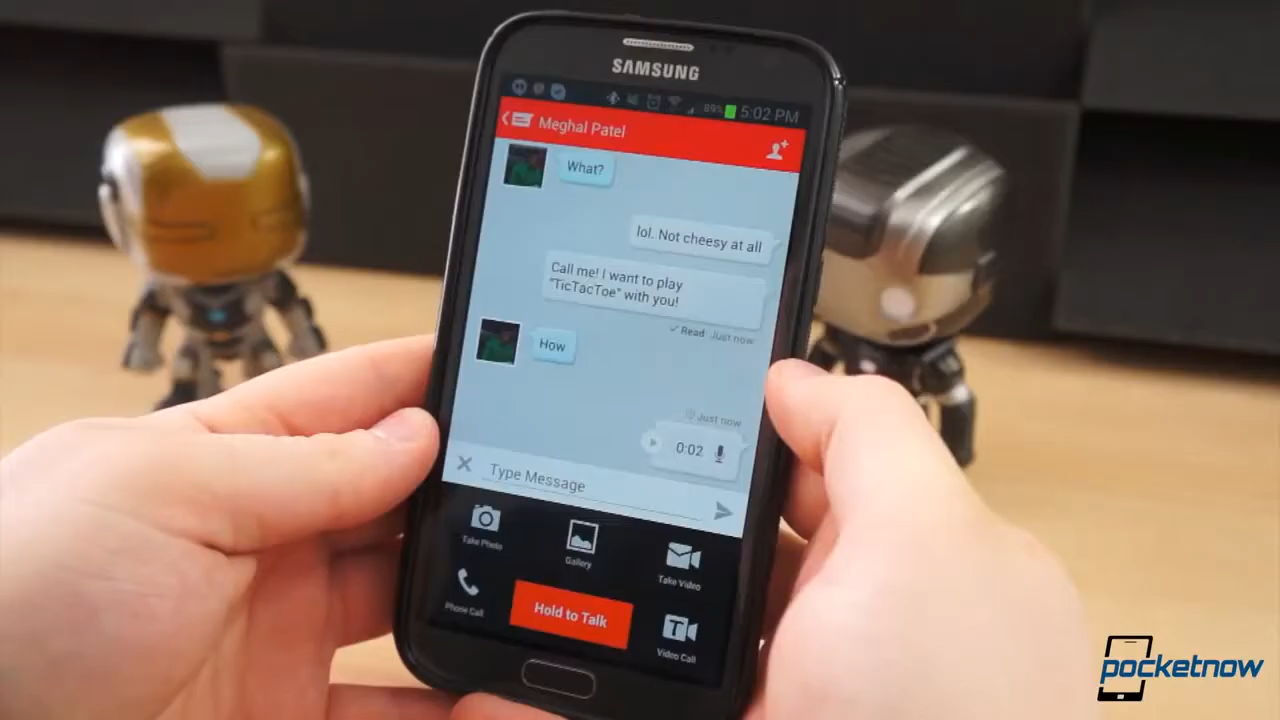 SAMSUNG
89% 5:02 PM
Meghal Patel
What?
lol. Not cheesy at all
Call me! I want to play
"TicTacToe" with you!
Read Just now
How
Just now
0:02
Type Message
Take Photo
Gallery
Take Video
Phone Call
Hold to Talk
T
Video Call
pocketnow